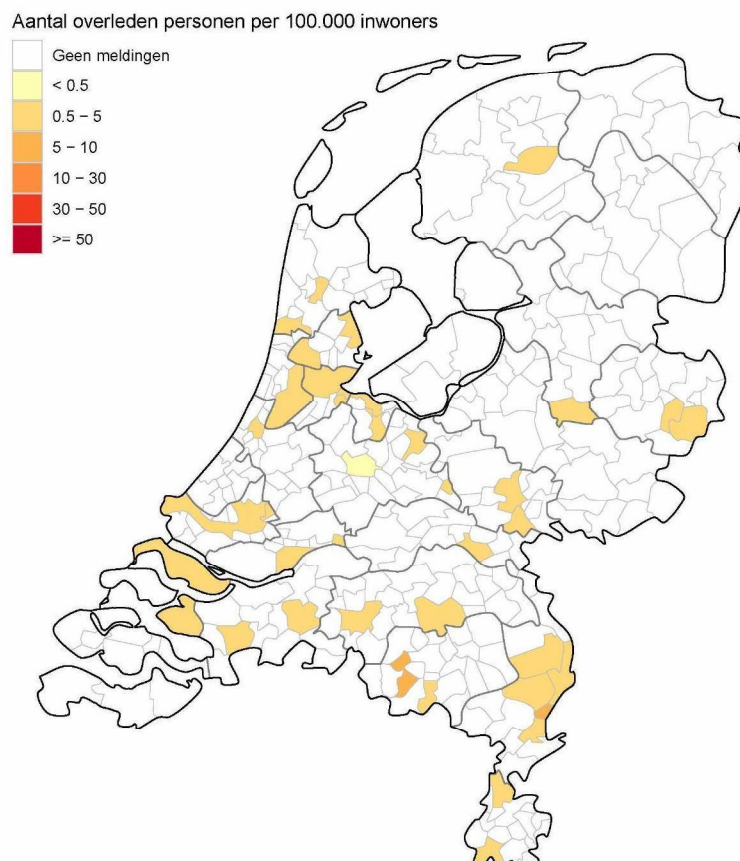 Aantal overleden personen per 100.000 inwoners
Geen meldingen
< 0.5
0.5 − 5
5 − 10
10 − 30
30 − 50
>= 50